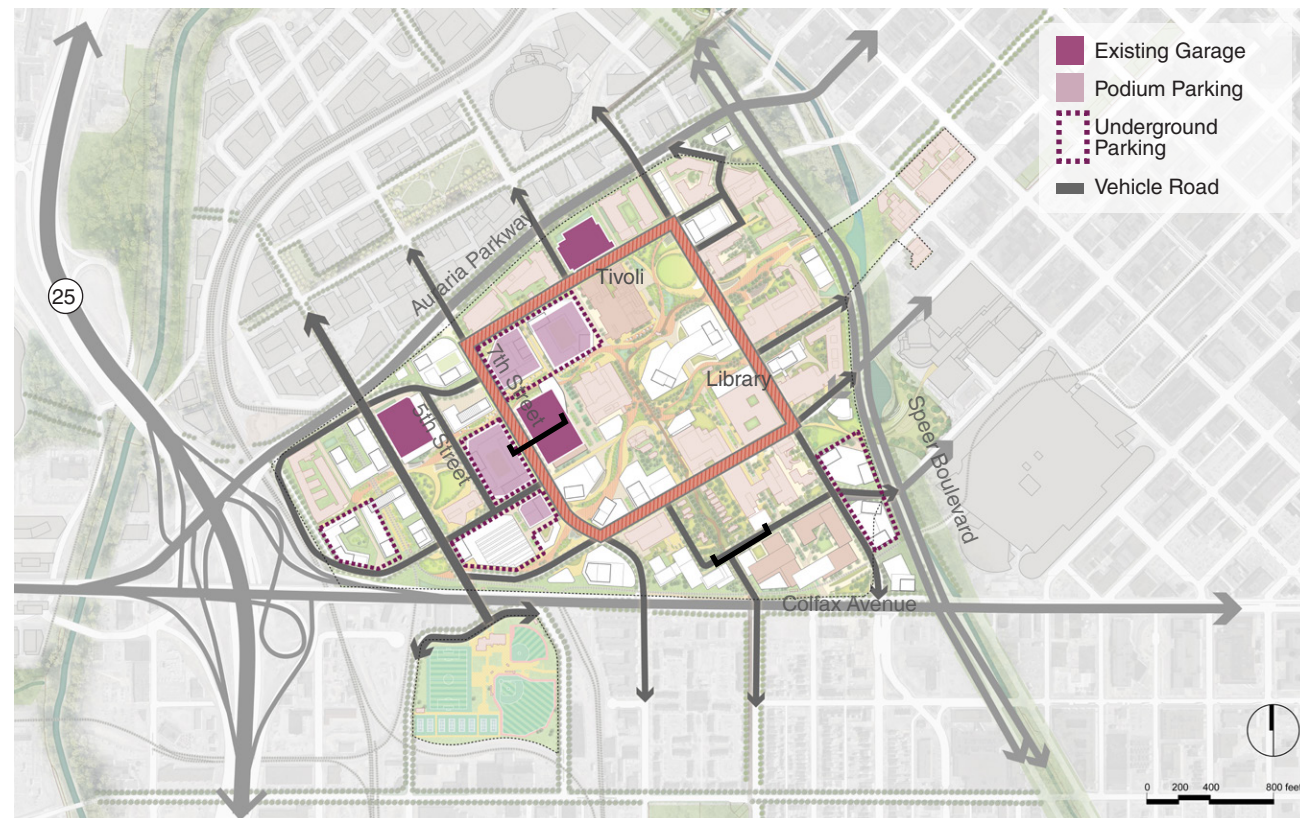 Existing Garage
Podium Parking
Underground
Parking
Vehicle Road
Auraria Parkway
Tivoli
25
7th Street
Library
5th Street
Speer Boulevard
Colfax Avenue
0 200 400 800 feet